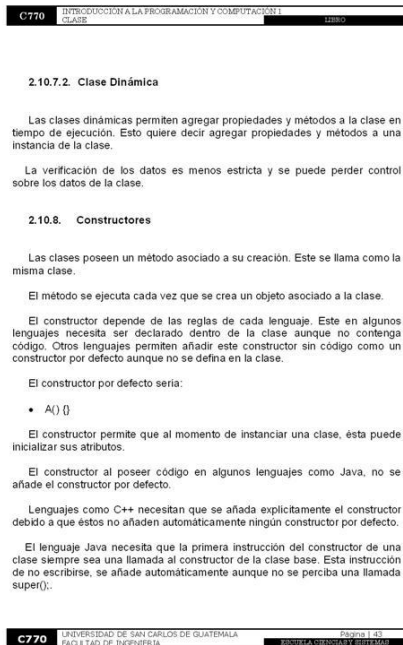 C770
INTRODUCCIÓN A LA PROGRAMACIÓN Y COMPUTACIÓN 1
CLASE
LIBRO
2.10.7.2. Clase Dinámica
Las clases dinámicas permiten agregar propiedades y métodos a la clase en
tiempo de ejecución. Esto quiere decir agregar propiedades y métodos a una
instancia de la clase.
La verificación de los datos es menos estricta y se puede perder control
sobre los datos de la clase.
2.10.8. Constructores
Las clases poseen un método asociado a su creación. Este se llama como la
misma clase.
El método se ejecuta cada vez que se crea un objeto asociado a la clase.
El constructor depende de las reglas de cada lenguaje. Este en algunos
lenguajes necesita ser declarado dentro de la clase aunque no contenga
código. Otros lenguajes permiten añadir este constructor sin código como un
constructor por defecto aunque no se defina en la clase.
El constructor por defecto seria:
• A() {}
El constructor permite que al momento de instanciar una clase, ésta puede
inicializar sus atributos.
El constructor al poseer código en algunos lenguajes como Java, no se
añade el constructor por defecto.
Lenguajes como C++ necesitan que se añada explícitamente el constructor
debido a que éstos no añaden automáticamente ningún constructor por defecto.
El lenguaje Java necesita que la primera instrucción del constructor de una
clase siempre sea una llamada al constructor de la clase base. Esta instrucción
de no escribirse, se añade automáticamente aunque no se perciba una llamada
super();.
C770
UNIVERSIDAD DE SAN CARLOS DE GUATEMALA
Página | 43
FACULTAD DE INGENIERÍA
ESCUELA CIENCIAS Y SISTEMAS